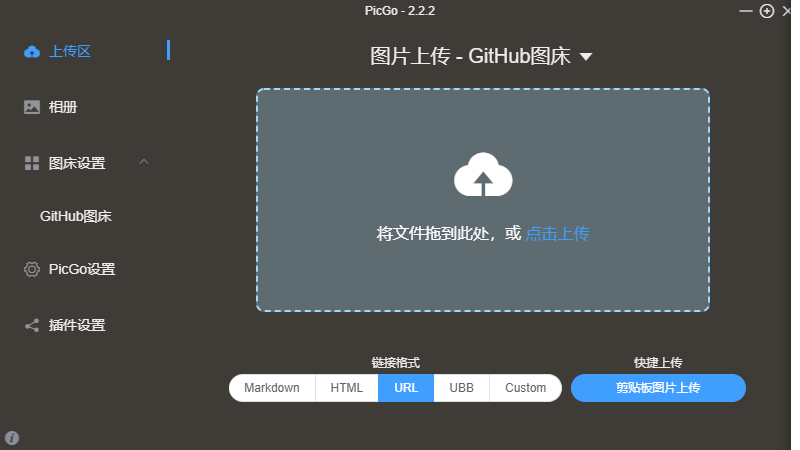 PicGo - 2.2.2
上传区
相册
图床设置
GitHub图床
PicGo设置
插件设置
图片上传 - GitHub图床
将文件拖到此处，或 点击上传
链接格式
Markdown HTML URL UBB Custom
快捷上传
剪贴板图片上传